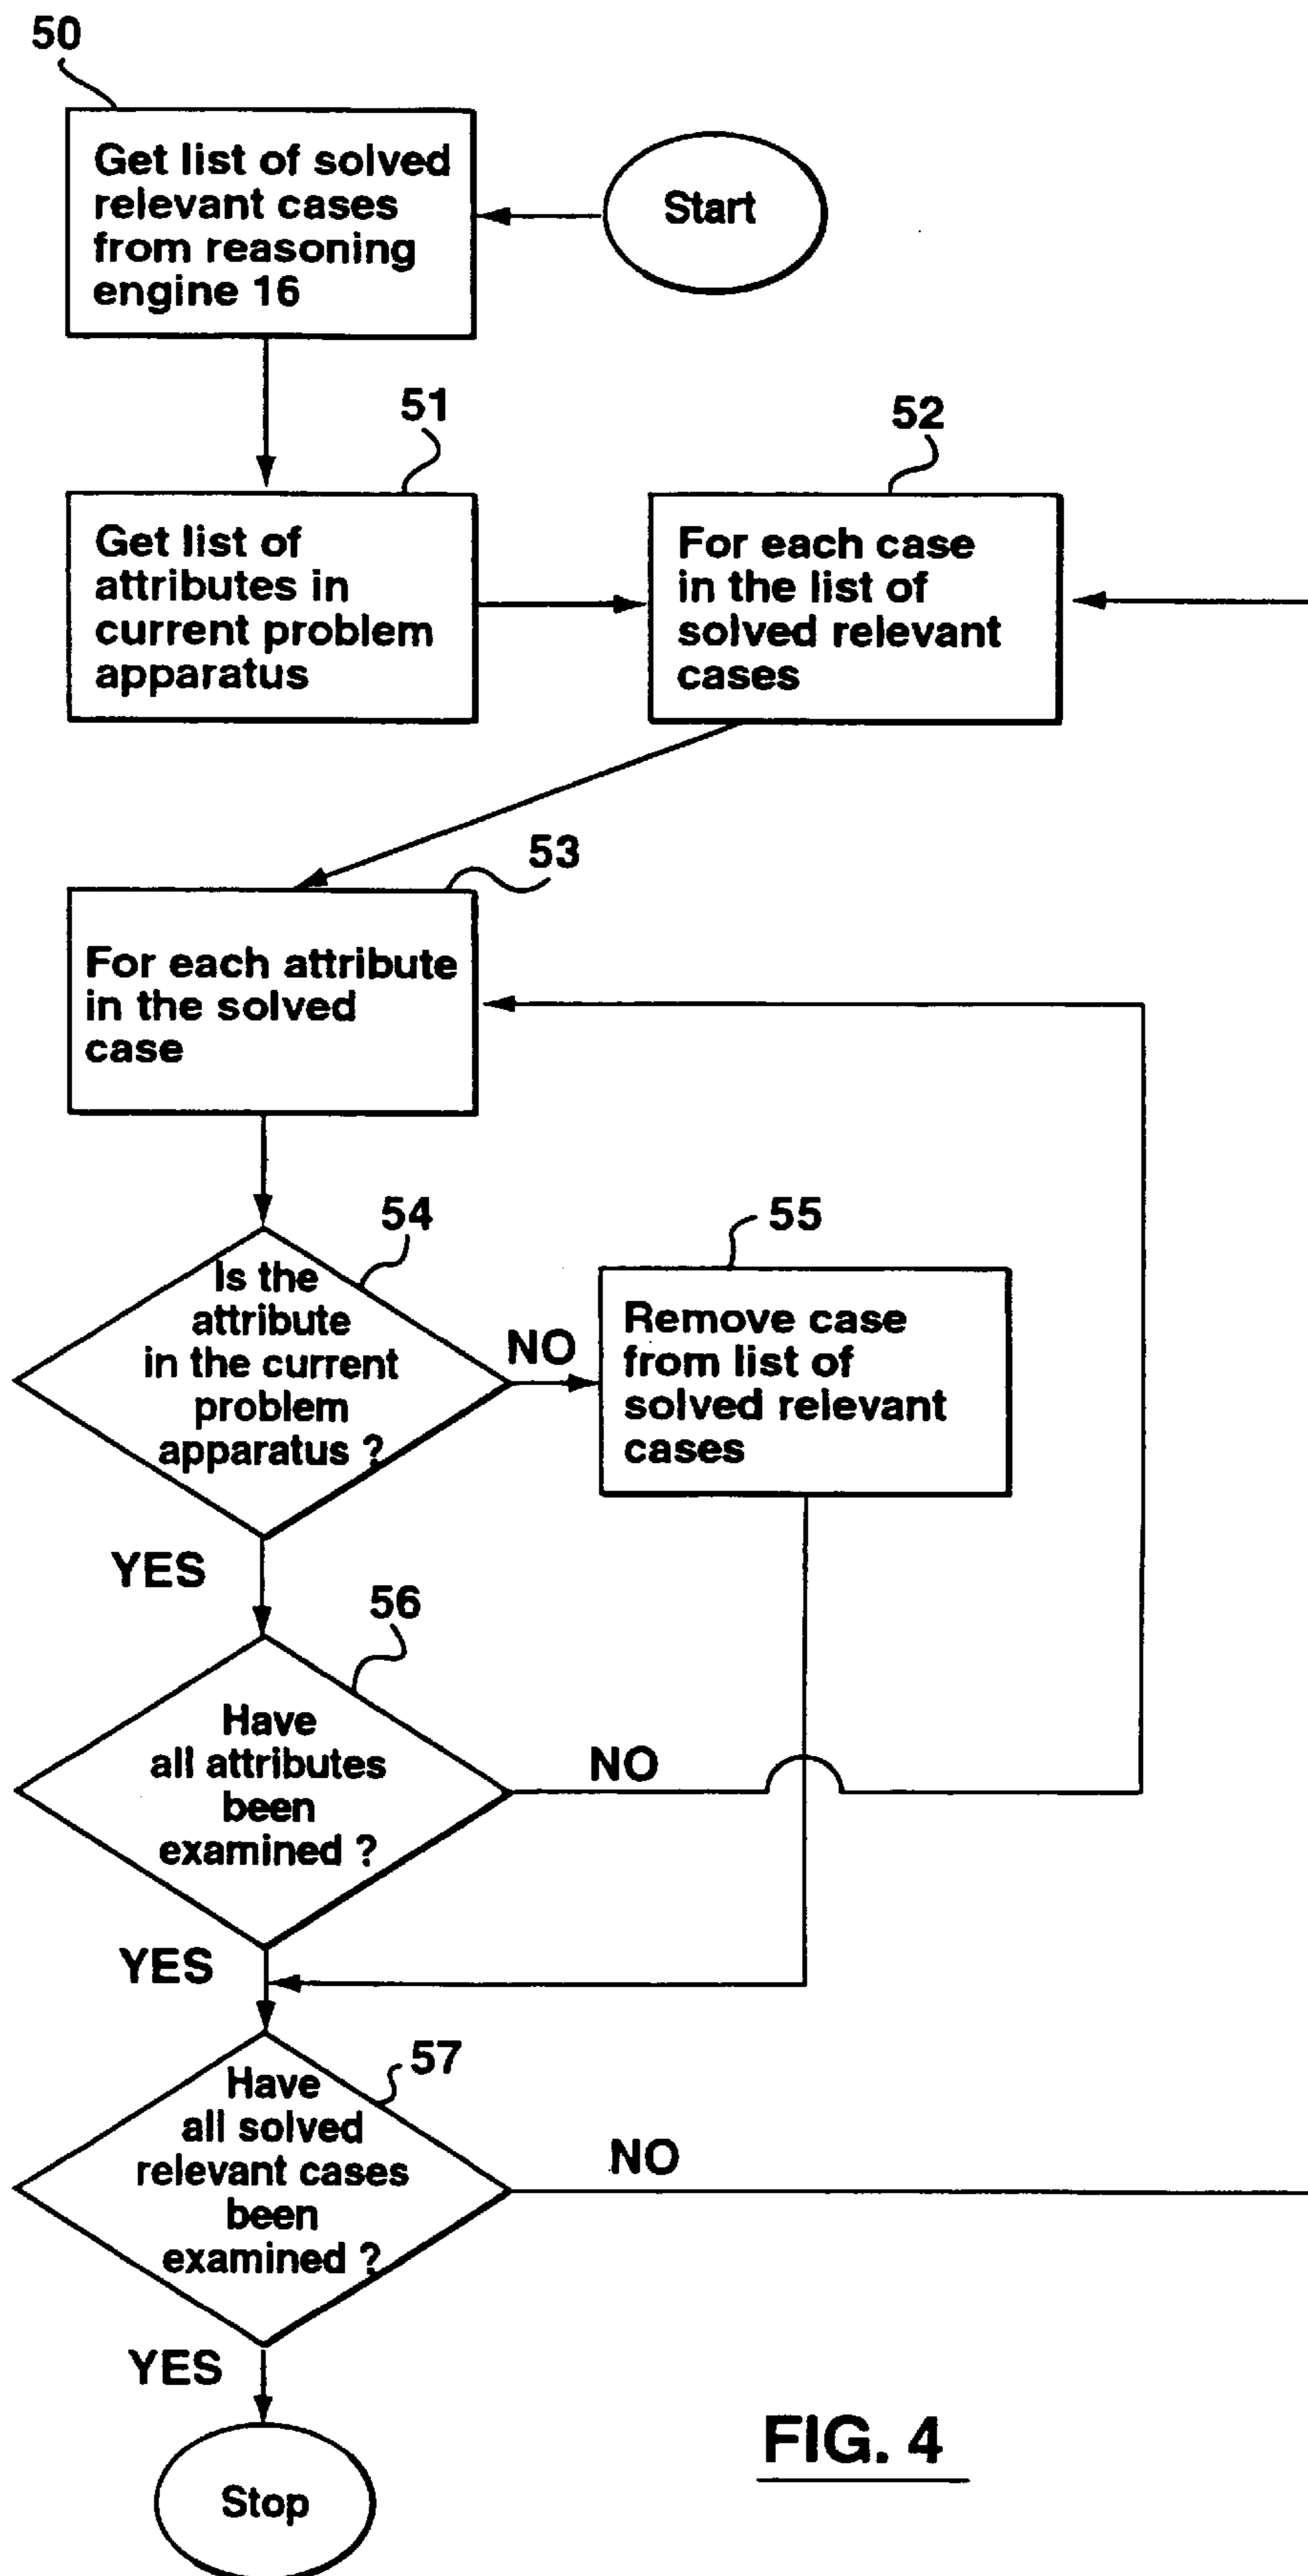 50
Get list of solved
relevant cases
from reasoning
engine 16
Start
51
Get list of
attributes in
current problem
apparatus
52
For each case
in the list of
solved relevant
cases
53
For each attribute
in the solved
case
54
Is the
attribute
in the current
problem
apparatus ?
NO
55
Remove case
from list of
solved relevant
cases
YES
56
Have
all attributes
been
examined ?
NO
YES
57
Have
all solved
relevant cases
been
examined ?
NO
YES
Stop
FIG. 4